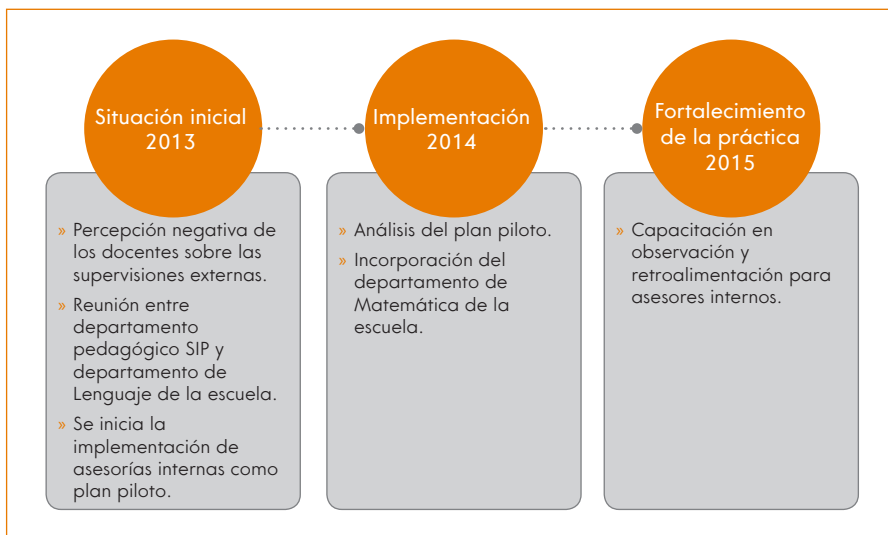 Situación inicial
2013
» Percepción negativa de
los docentes sobre las
supervisiones externas.
» Reunión entre
departamento
pedagógico SIP y
departamento de
Lenguaje de la escuela.
» Se inicia la
implementación de
asesorías internas como
plan piloto.
Implementación
2014
» Análisis del plan piloto.
» Incorporación del
departamento de
Matemática de la
escuela.
Fortalecimiento
de la práctica
2015
» Capacitación en
observación y
retroalimentación para
asesores internos.